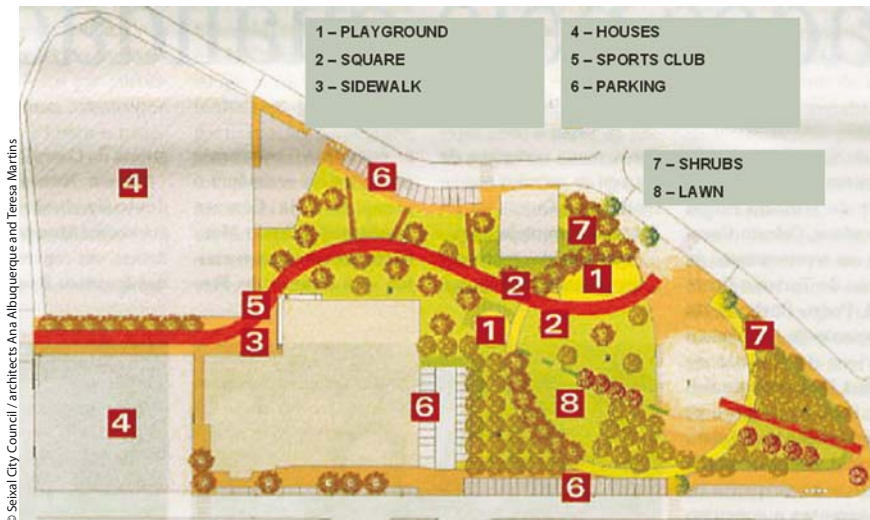 1 – PLAYGROUND
2 – SQUARE
3 – SIDEWALK
4 – HOUSES
5 – SPORTS CLUB
6 – PARKING
7 – SHRUBS
8 – LAWN
4
6
7
1
2
5
2
1
3
7
4
6
8
6
© Seixal City Council / architects Ana Albuquerque and Teresa Martins